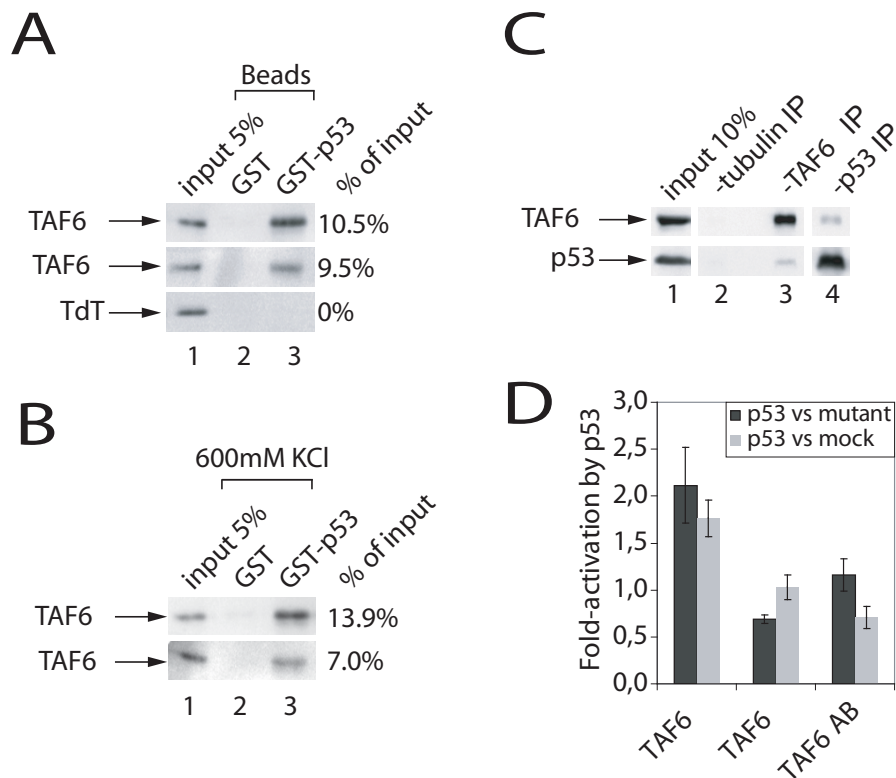 A
Beads
input 5%
GST
GST-p53
% of input
TAF6
10.5%
TAF6
9.5%
TdT
0%
1 2 3
B
600mM KCl
input 5%
GST
GST-p53
% of input
TAF6
13.9%
TAF6
7.0%
1 2 3
C
input 10%
-tubulin IP
-TAF6 IP
-p53 IP
TAF6
p53
1 2 3 4
D
Fold-activation by p53
3,0
2,5
2,0
1,5
1,0
0,5
0,0
p53 vs mutant
p53 vs mock
TAF6
TAF6
TAF6 AB